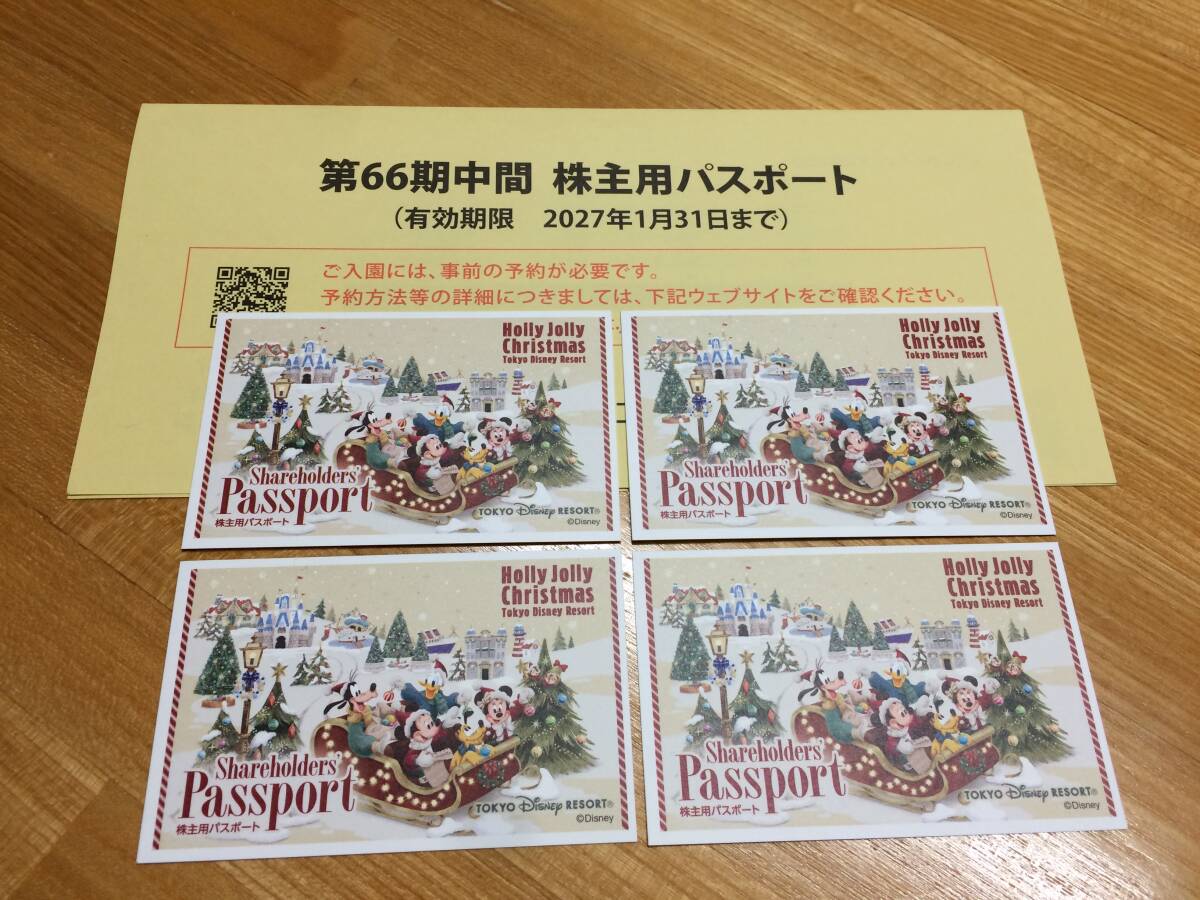 第66期中間 株主用パスポート
（有効期限　2027年1月31日まで）
ご入園には、事前の予約が必要です。
予約方法等の詳細につきましては、下記ウェブサイトをご確認ください。
Holly Jolly
Christmas
Tokyo Disney Resort
Shareholders'
Passport
株主用パスポート
TOKYO Disney RESORT®
©Disney
Holly Jolly
Christmas
Tokyo Disney Resort
Shareholders'
Passport
株主用パスポート
TOKYO Disney RESORT®
©Disney
Holly Jolly
Christmas
Tokyo Disney Resort
Shareholders'
Passport
株主用パスポート
TOKYO Disney RESORT®
©Disney
Holly Jolly
Christmas
Tokyo Disney Resort
Shareholders'
Passport
株主用パスポート
TOKYO Disney RESORT®
©Disney